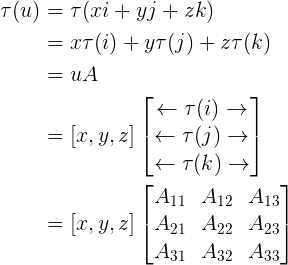 τ(u) = τ(xi + yj + zk)
= xτ(i) + yτ(j) + zτ(k)
= uA
= [x, y, z] [← τ(i) →
← τ(j) →
← τ(k) →]
= [x, y, z] [A₁₁ A₁₂ A₁₃
A₂₁ A₂₂ A₂₃
A₃₁ A₃₂ A₃₃]